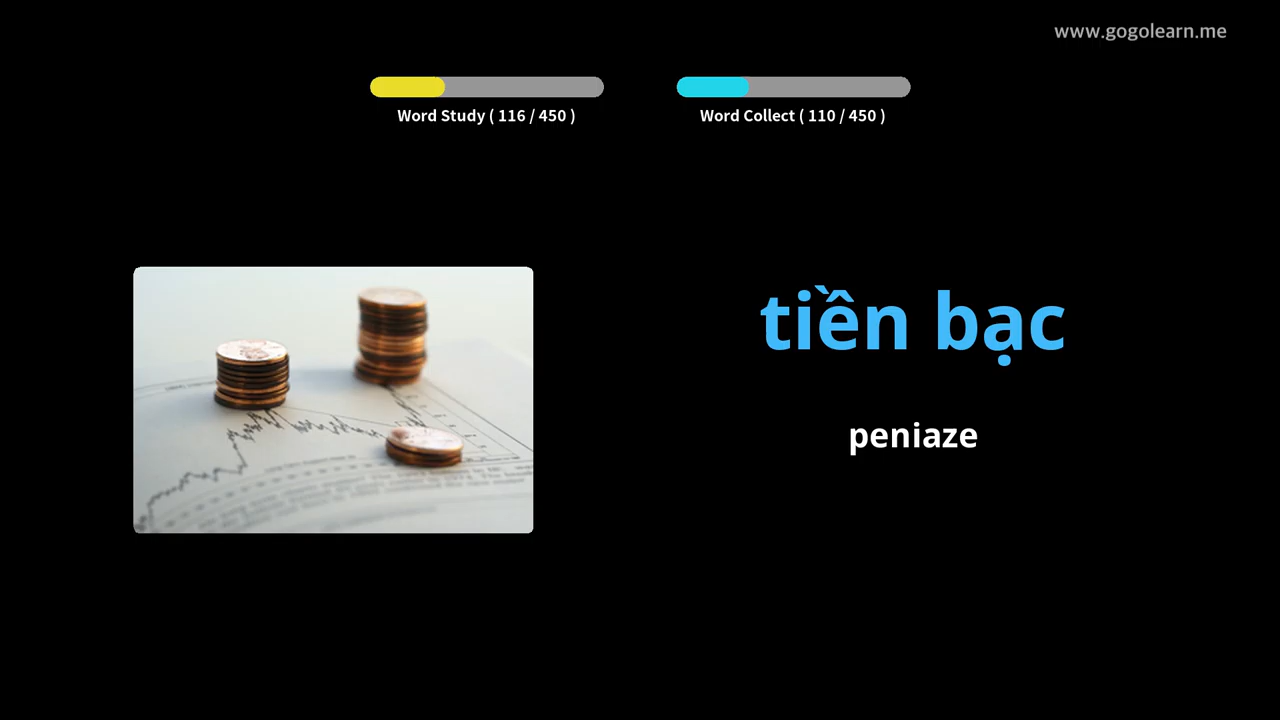 www.gogolearn.me
Word Study ( 116 / 450 )
Word Collect ( 110 / 450 )
tiền bạc
peniaze